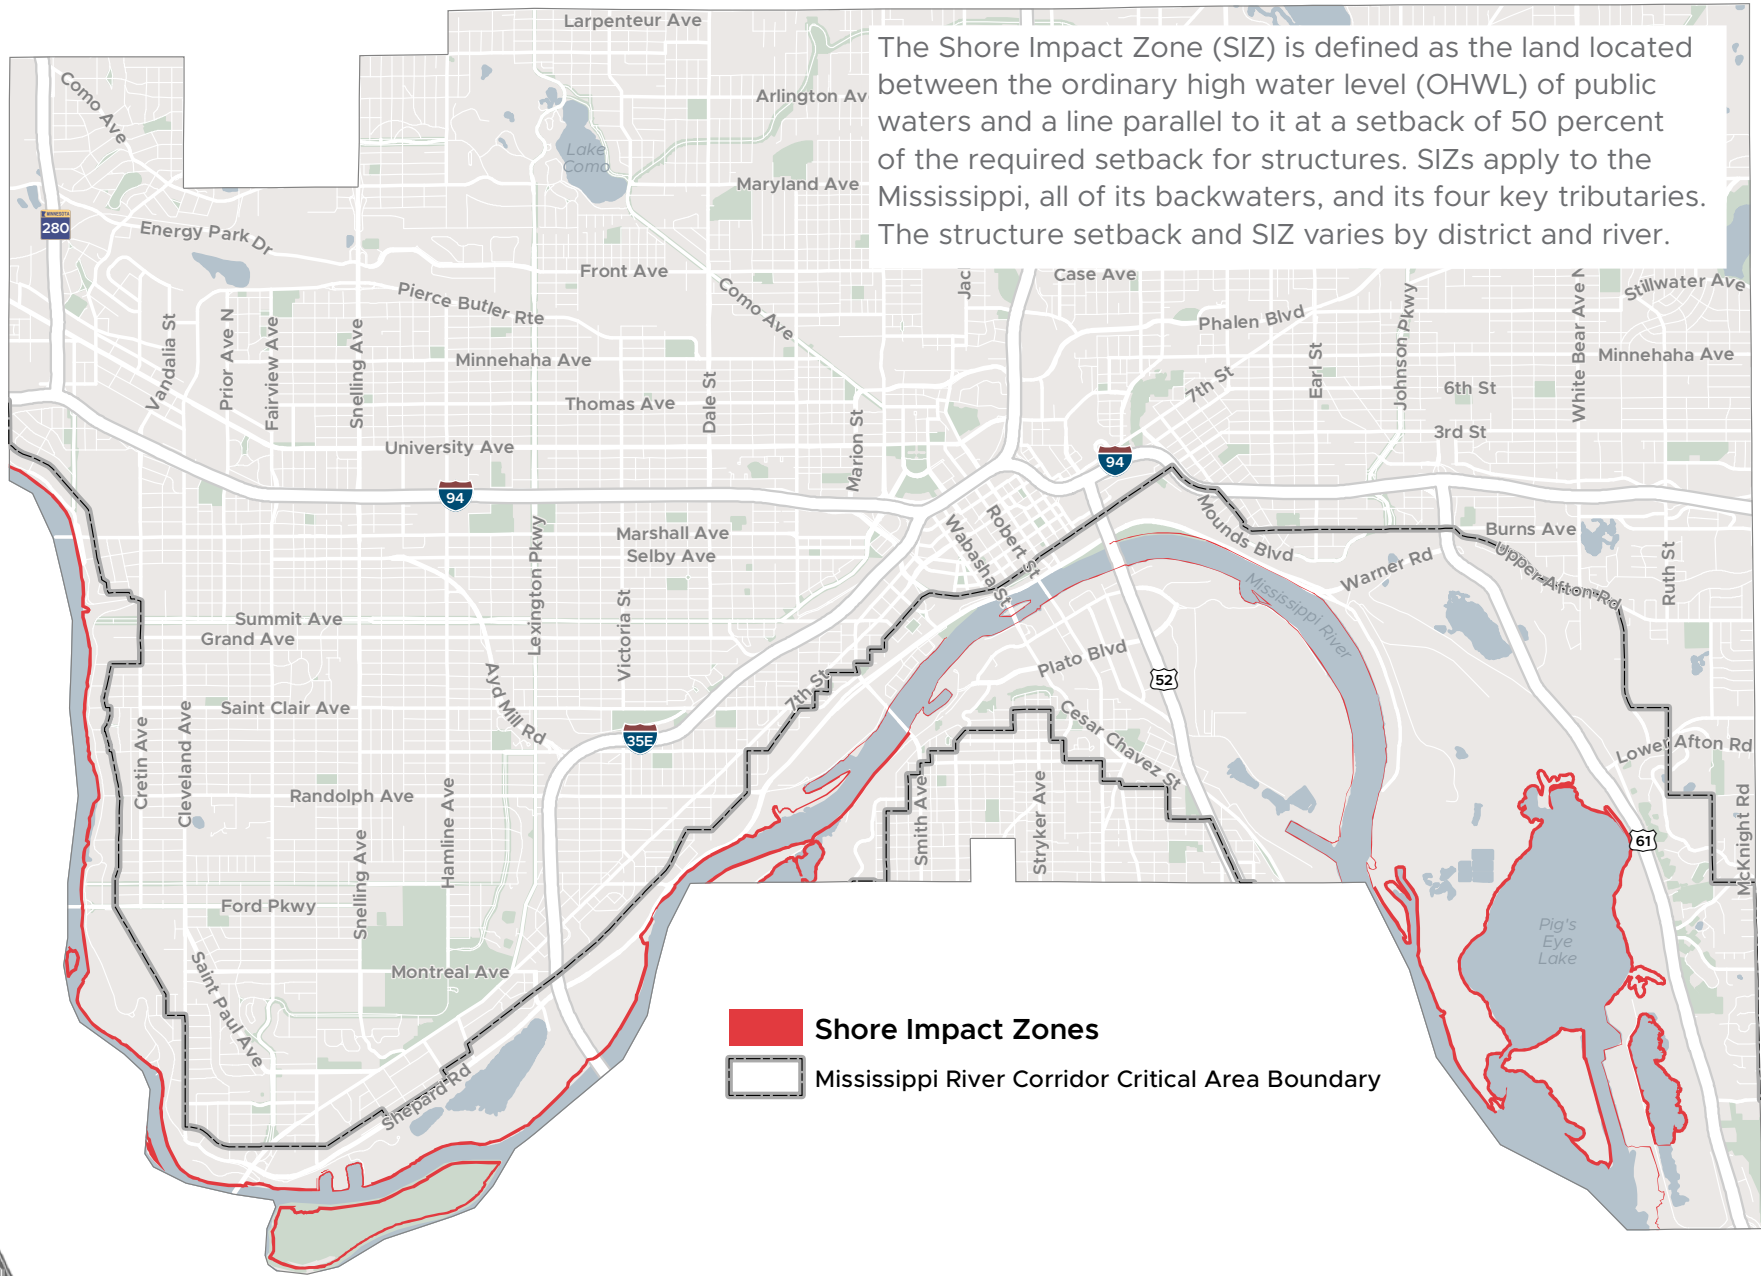 Larpenteur Ave
The Shore Impact Zone (SIZ) is defined as the land located
between the ordinary high water level (OHWL) of public
waters and a line parallel to it at a setback of 50 percent
of the required setback for structures. SIZs apply to the
Mississippi, all of its backwaters, and its four key tributaries.
The structure setback and SIZ varies by district and river.
Como Ave
Arlington Av
Lake
Como
Maryland Ave
MINNESOTA
280
Energy Park Dr
Front Ave
Jac
Case Ave
Pierce Butler Rte
Como Ave
Stillwater Ave
Phalen Blvd
Johnson Pkwy
White Bear Ave N
Vandalia St
Prior Ave N
Fairview Ave
Snelling Ave
Minnehaha Ave
Minnehaha Ave
Earl St
7th St
6th St
Dale St
Thomas Ave
Marion St
3rd St
University Ave
94
94
Lexington Pkwy
Marshall Ave
Selby Ave
Wabasha St
Robert St
Mounds Blvd
Burns Ave
Upper Afton Rd
Warner Rd
Ruth St
Mississippi River
Summit Ave
Grand Ave
Victoria St
Plato Blvd
52
Ayd Mill Rd
7th St
Saint Clair Ave
Cretin Ave
Cleveland Ave
35E
Cesar Chavez St
Lower Afton Rd
Randolph Ave
Hamline Ave
Smith Ave
Stryker Ave
McKnight Rd
61
Snelling Ave
Ford Pkwy
Pig's
Eye
Lake
Saint Paul Ave
Montreal Ave
Shore Impact Zones
Mississippi River Corridor Critical Area Boundary
Shepard Rd